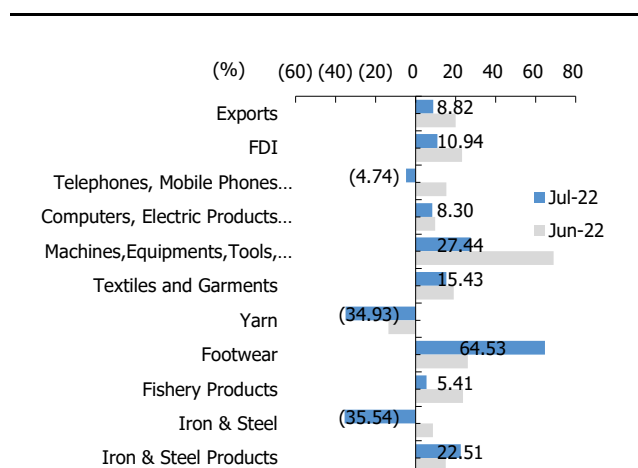 (%)
(60) (40) (20) 0 20 40 60 80
Exports 8.82
FDI 10.94
Telephones, Mobile Phones… (4.74)
Jul-22
Computers, Electric Products… 8.30
Jun-22
Machines,Equipments,Tools,… 27.44
Textiles and Garments 15.43
Yarn (34.93)
Footwear 64.53
Fishery Products 5.41
Iron & Steel (35.54)
Iron & Steel Products 22.51